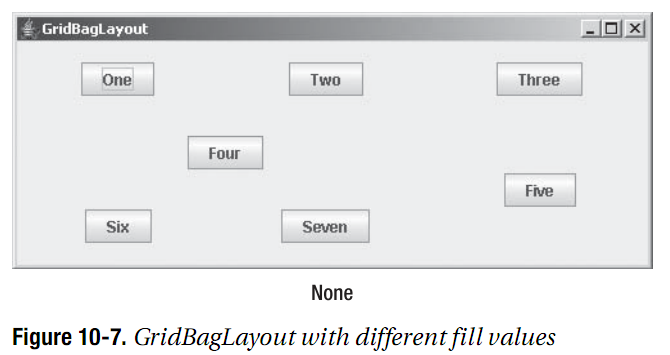 GridBagLayout
One Two Three
Four
Five
Six Seven
None
Figure 10-7. GridBagLayout with different fill values